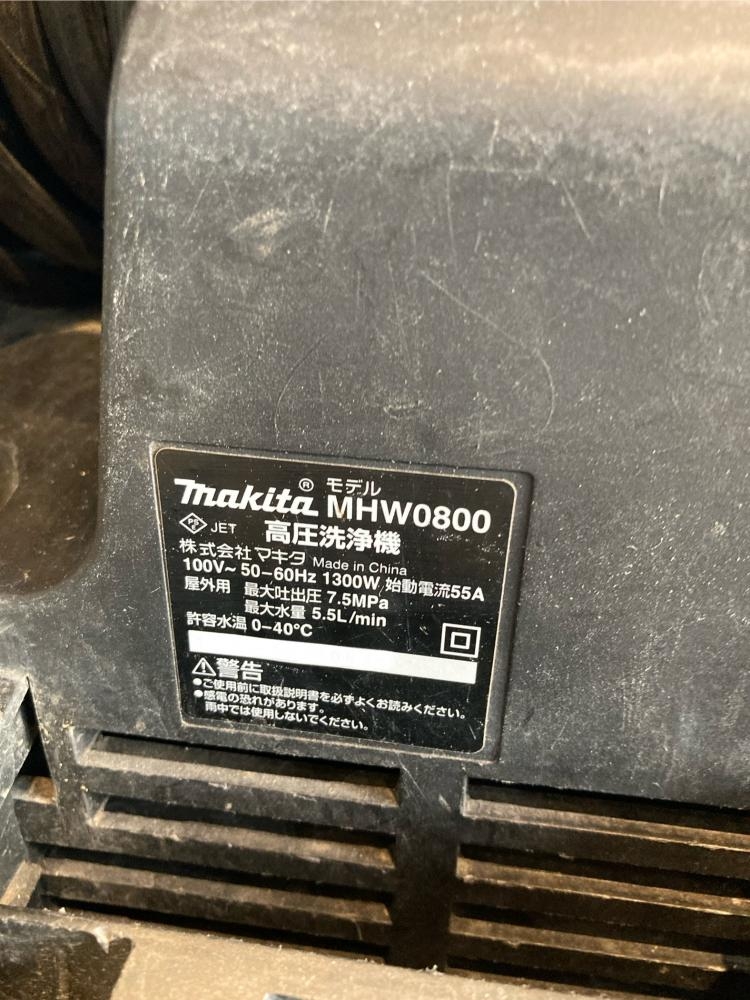 makita® モデル MHW0800
PSE JET 高圧洗浄機
株式会社マキタ Made in China
100V~ 50-60Hz 1300W 始動電流55A
屋外用 最大吐出圧 7.5MPa
最大水量 5.5L/min
許容水温 0-40°C
⚠警告
●ご使用前に取扱説明書を必ずよくお読みください。
●感電の恐れがあります。
雨中では使用しないでください。